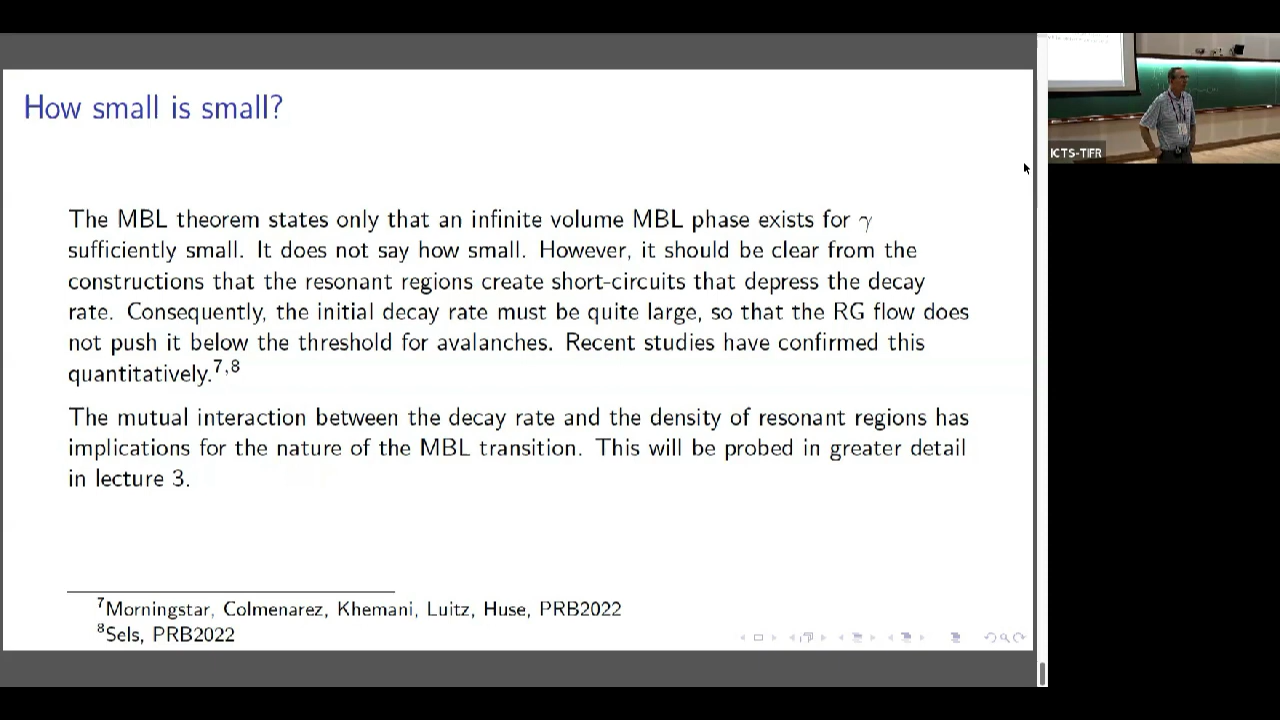 How small is small?
The MBL theorem states only that an infinite volume MBL phase exists for γ
sufficiently small. It does not say how small. However, it should be clear from the
constructions that the resonant regions create short-circuits that depress the decay
rate. Consequently, the initial decay rate must be quite large, so that the RG flow does
not push it below the threshold for avalanches. Recent studies have confirmed this
quantitatively.7,8
The mutual interaction between the decay rate and the density of resonant regions has
implications for the nature of the MBL transition. This will be probed in greater detail
in lecture 3.
7Morningstar, Colmenarez, Khemani, Luitz, Huse, PRB2022
8Sels, PRB2022
ICTS-TIFR